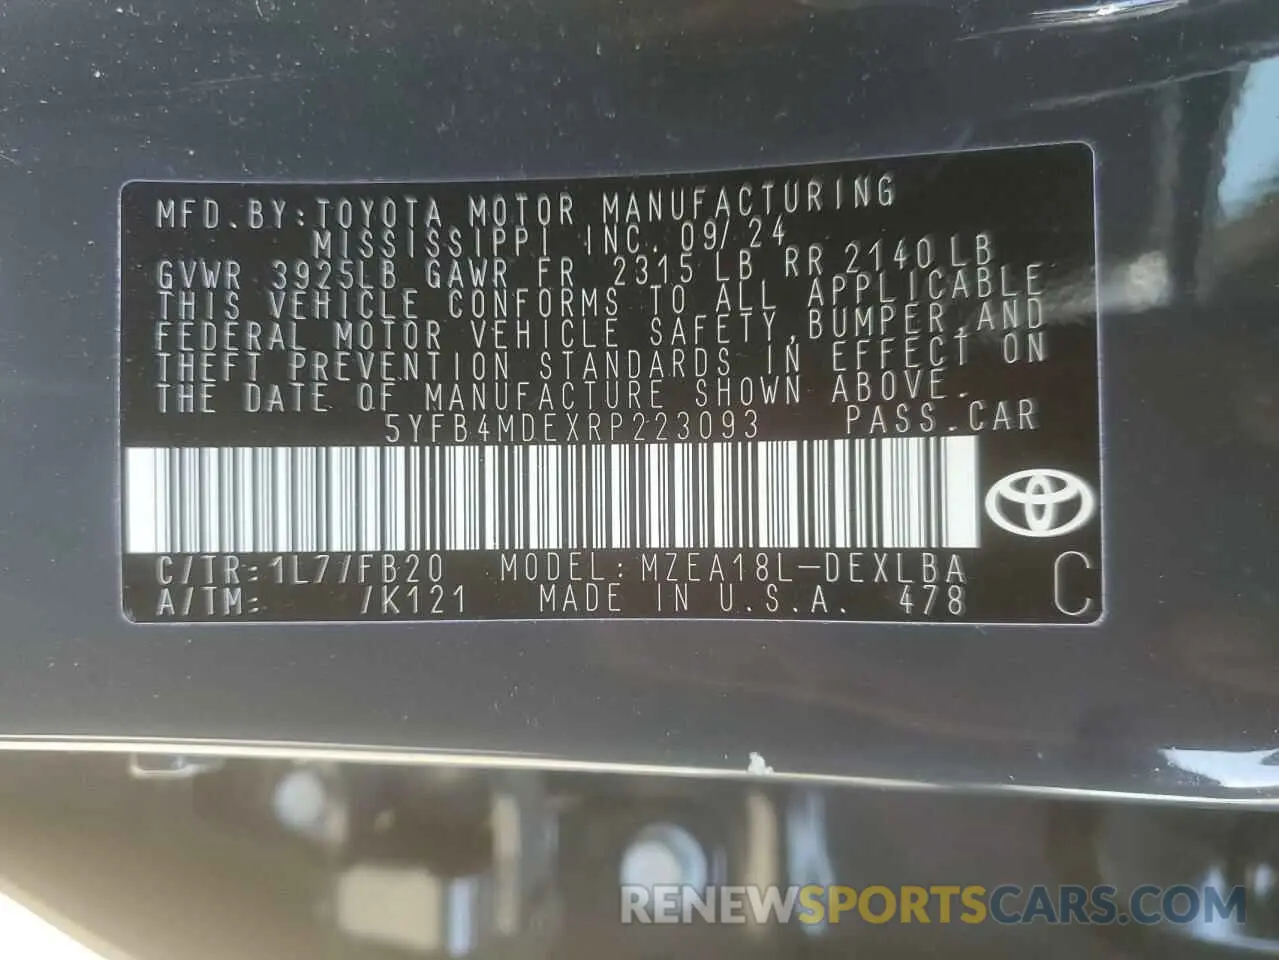 MFD.BY:TOYOTA MOTOR MANUFACTURING
MISSISSIPPI INC. 09/24
GVWR 3925LB GAWR FR 2315LB RR 2140LB
THIS VEHICLE CONFORMS TO ALL APPLICABLE
FEDERAL MOTOR VEHICLE SAFETY,BUMPER,AND
THEFT PREVENTION STANDARDS IN EFFECT ON
THE DATE OF MANUFACTURE SHOWN ABOVE.
5YFB4MDEXRP223093 PASS.CAR
C/TR:1L7/FB20 MODEL:MZEA18L-DEXLBA
A/TM: /K121 MADE IN U.S.A. 478 C
RENEWSPORTSCARS.COM